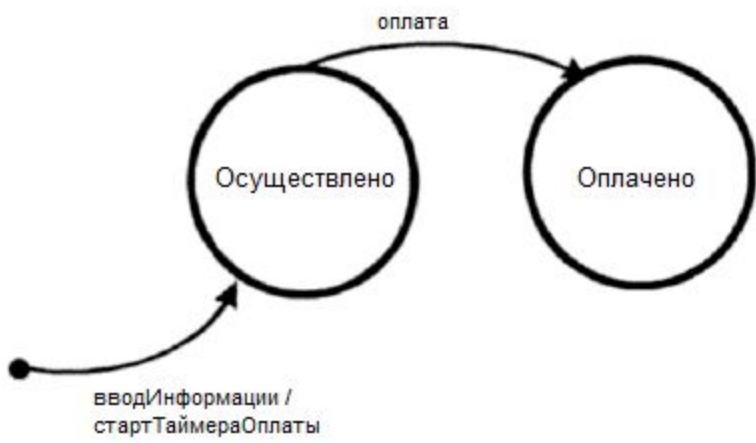 оплата
Осуществлено
Оплачено
вводИнформации /
стартТаймераОплаты